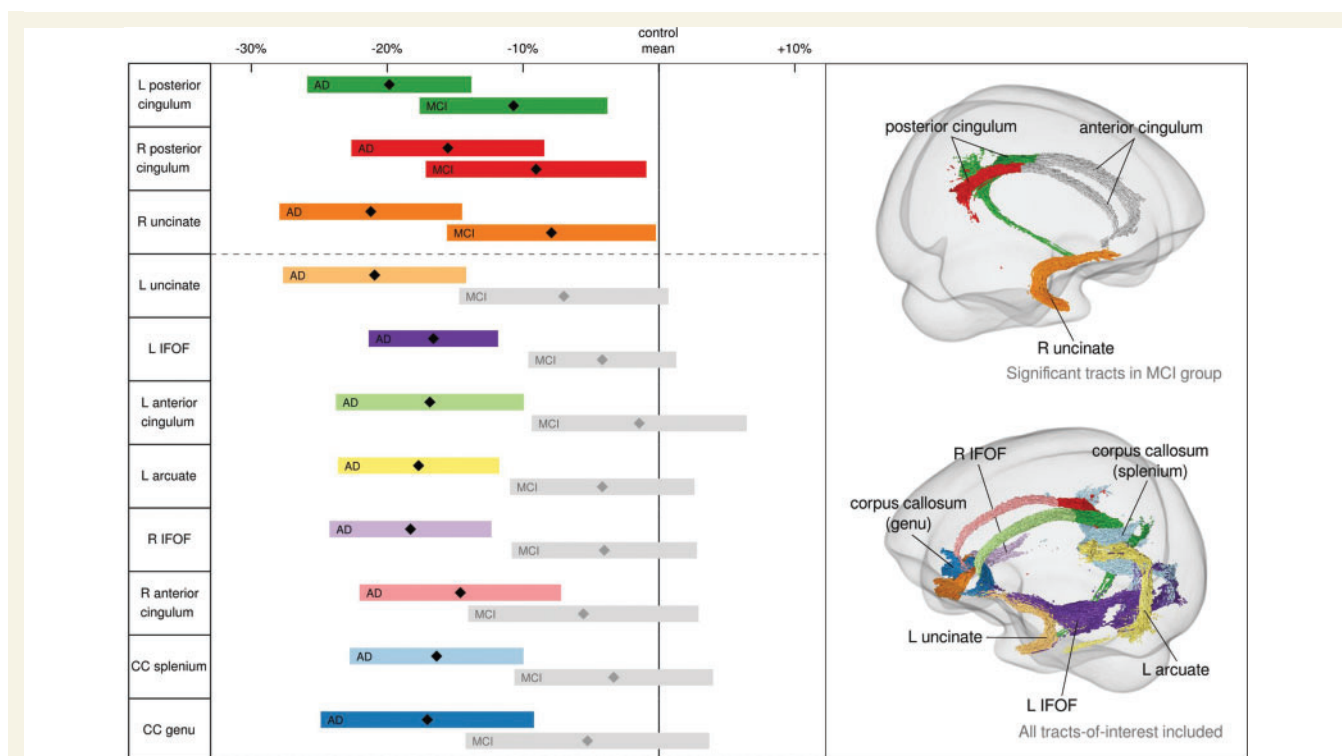 -30%
-20%
-10%
control
mean
+10%
L posterior
cingulum
AD
MCI
R posterior
cingulum
AD
MCI
R uncinate
AD
MCI
L uncinate
AD
MCI
L IFOF
AD
MCI
L anterior
cingulum
AD
MCI
L arcuate
AD
MCI
R IFOF
AD
MCI
R anterior
cingulum
AD
MCI
CC splenium
AD
MCI
CC genu
AD
MCI
posterior cingulum
anterior cingulum
R uncinate
Significant tracts in MCI group
R IFOF
corpus callosum
(splenium)
corpus callosum
(genu)
L uncinate
L arcuate
L IFOF
All tracts-of-interest included